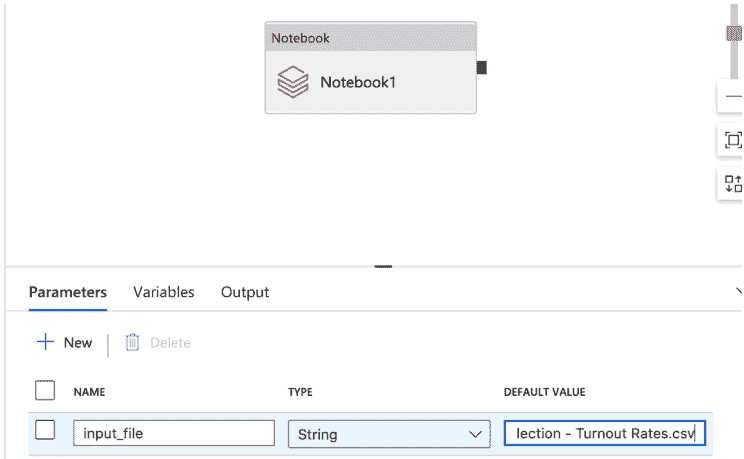 Notebook
Notebook1
Parameters Variables Output
New Delete
NAME TYPE DEFAULT VALUE
input_file String lection - Turnout Rates.csv